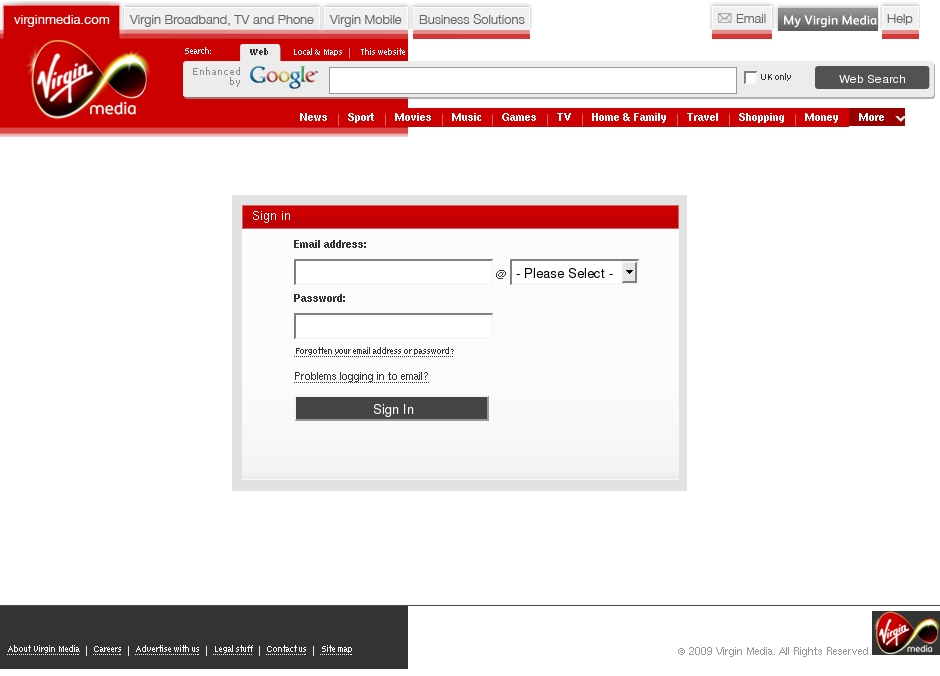 virginmedia.com Virgin Broadband, TV and Phone Virgin Mobile Business Solutions Email My Virgin Media Help
Search: Web Local & Maps This website
Virgin media
Enhanced by Google UK only Web Search
News Sport Movies Music Games TV Home & Family Travel Shopping Money More
Sign in
Email address:
@ - Please Select -
Password:
Forgotten your email address or password?
Problems logging in to email?
Sign In
About Virgin Media Careers Advertise with us Legal stuff Contact us Site map
© 2009 Virgin Media. All Rights Reserved.
Virgin media